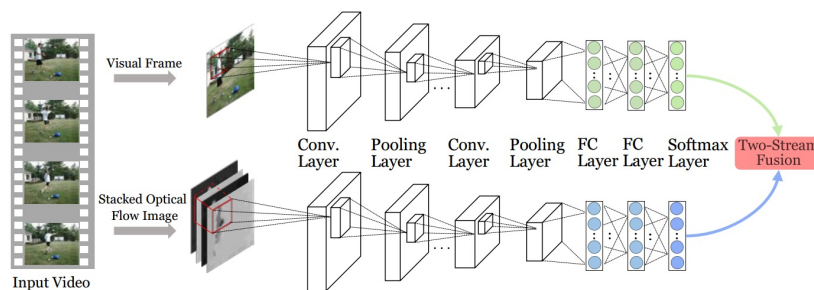 Visual Frame
Stacked Optical
Flow Image
Input Video
Conv.
Layer
Pooling
Layer
Conv.
Layer
Pooling
Layer
FC
Layer
FC
Layer
Softmax
Layer
Two-Stream
Fusion